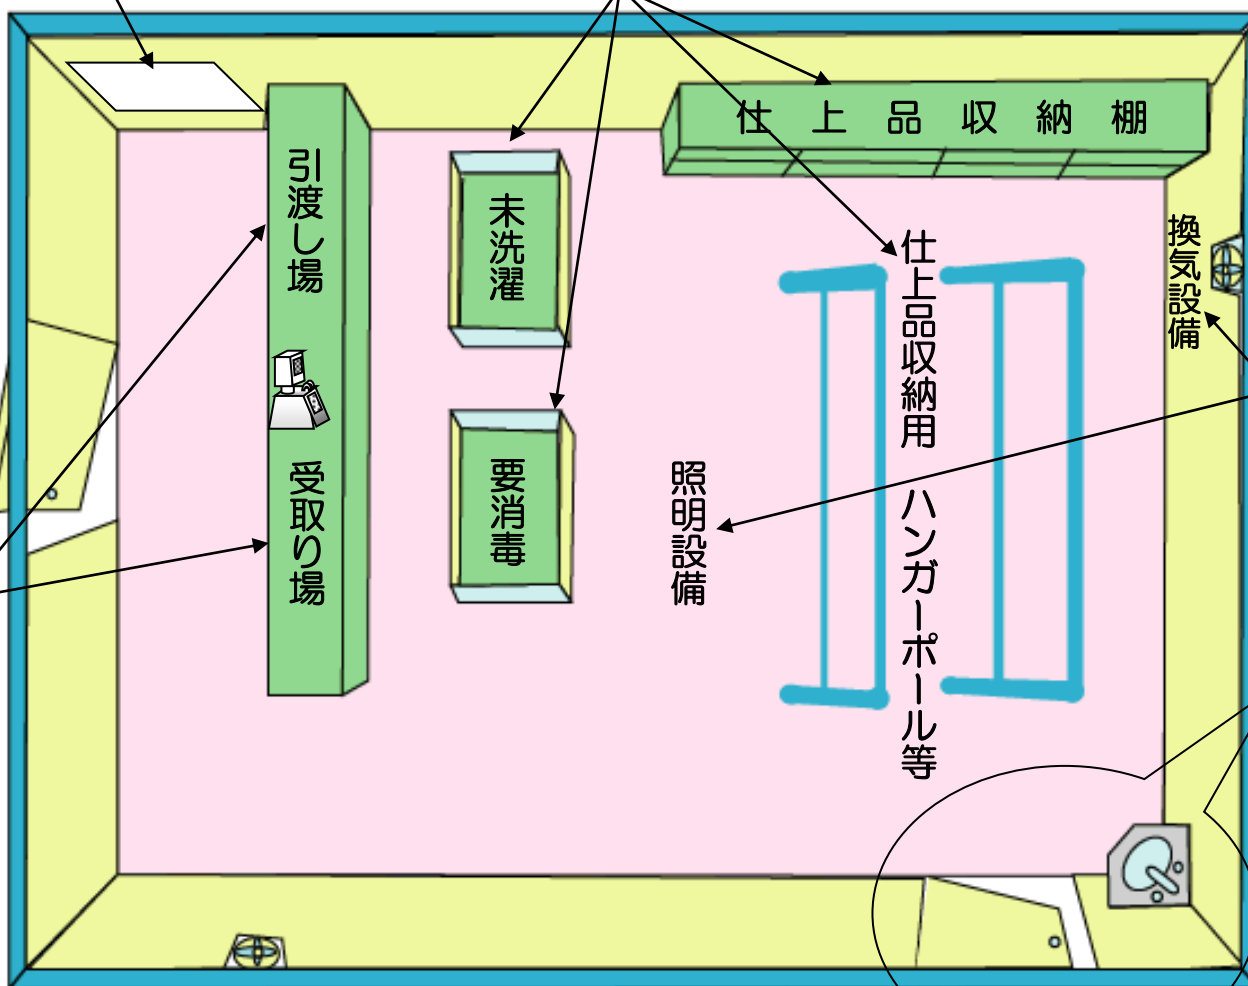 仕上品収納棚
引渡し場
未洗濯
換気設備
仕上品収納用 ハンガーポール等
受取り場
要消毒
照明設備